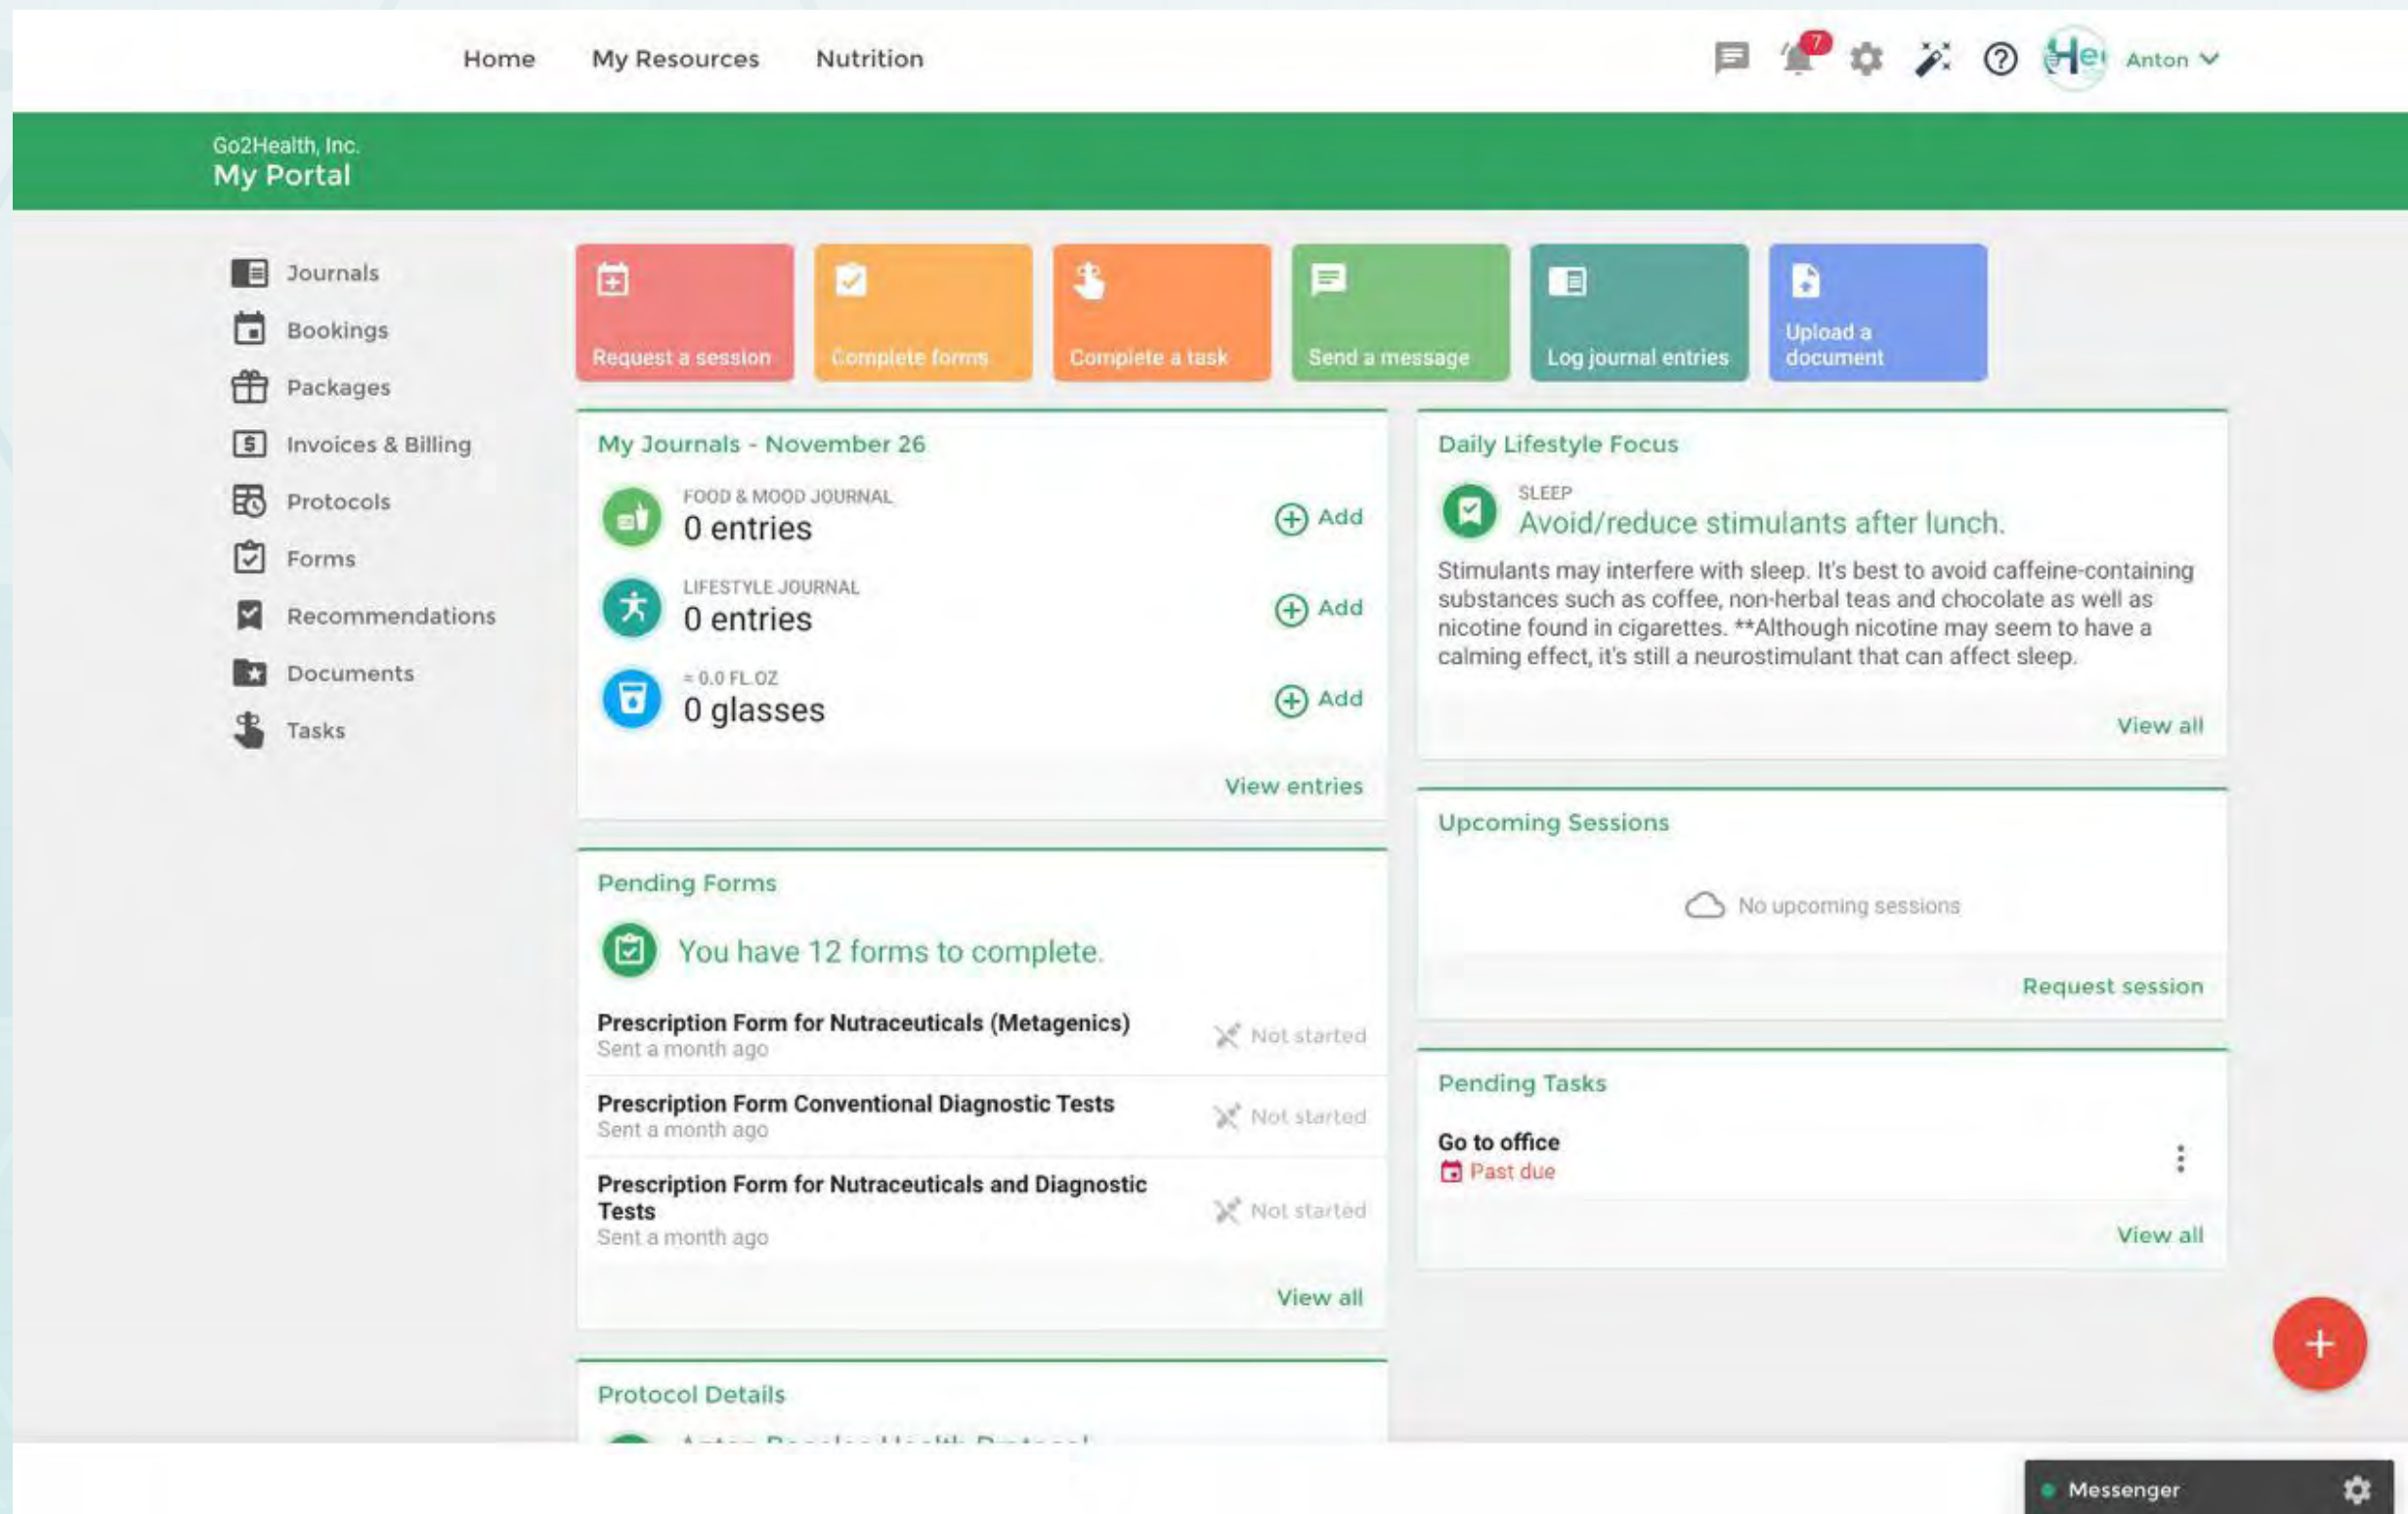 Home My Resources Nutrition
7
Anton
Go2Health, Inc.
My Portal
Journals
Bookings
Packages
Invoices & Billing
Protocols
Forms
Recommendations
Documents
Tasks
Request a session
Complete forms
Complete a task
Send a message
Log journal entries
Upload a
document
My Journals - November 26
FOOD & MOOD JOURNAL
0 entries
Add
LIFESTYLE JOURNAL
0 entries
Add
≈ 0.0 FL.OZ
0 glasses
Add
View entries
Pending Forms
You have 12 forms to complete.
Prescription Form for Nutraceuticals (Metagenics)
Sent a month ago
Not started
Prescription Form Conventional Diagnostic Tests
Sent a month ago
Not started
Prescription Form for Nutraceuticals and Diagnostic
Tests
Sent a month ago
Not started
View all
Protocol Details
Daily Lifestyle Focus
SLEEP
Avoid/reduce stimulants after lunch.
Stimulants may interfere with sleep. It's best to avoid caffeine-containing
substances such as coffee, non-herbal teas and chocolate as well as
nicotine found in cigarettes. **Although nicotine may seem to have a
calming effect, it's still a neurostimulant that can affect sleep.
View all
Upcoming Sessions
No upcoming sessions
Request session
Pending Tasks
Go to office
Past due
View all
Messenger